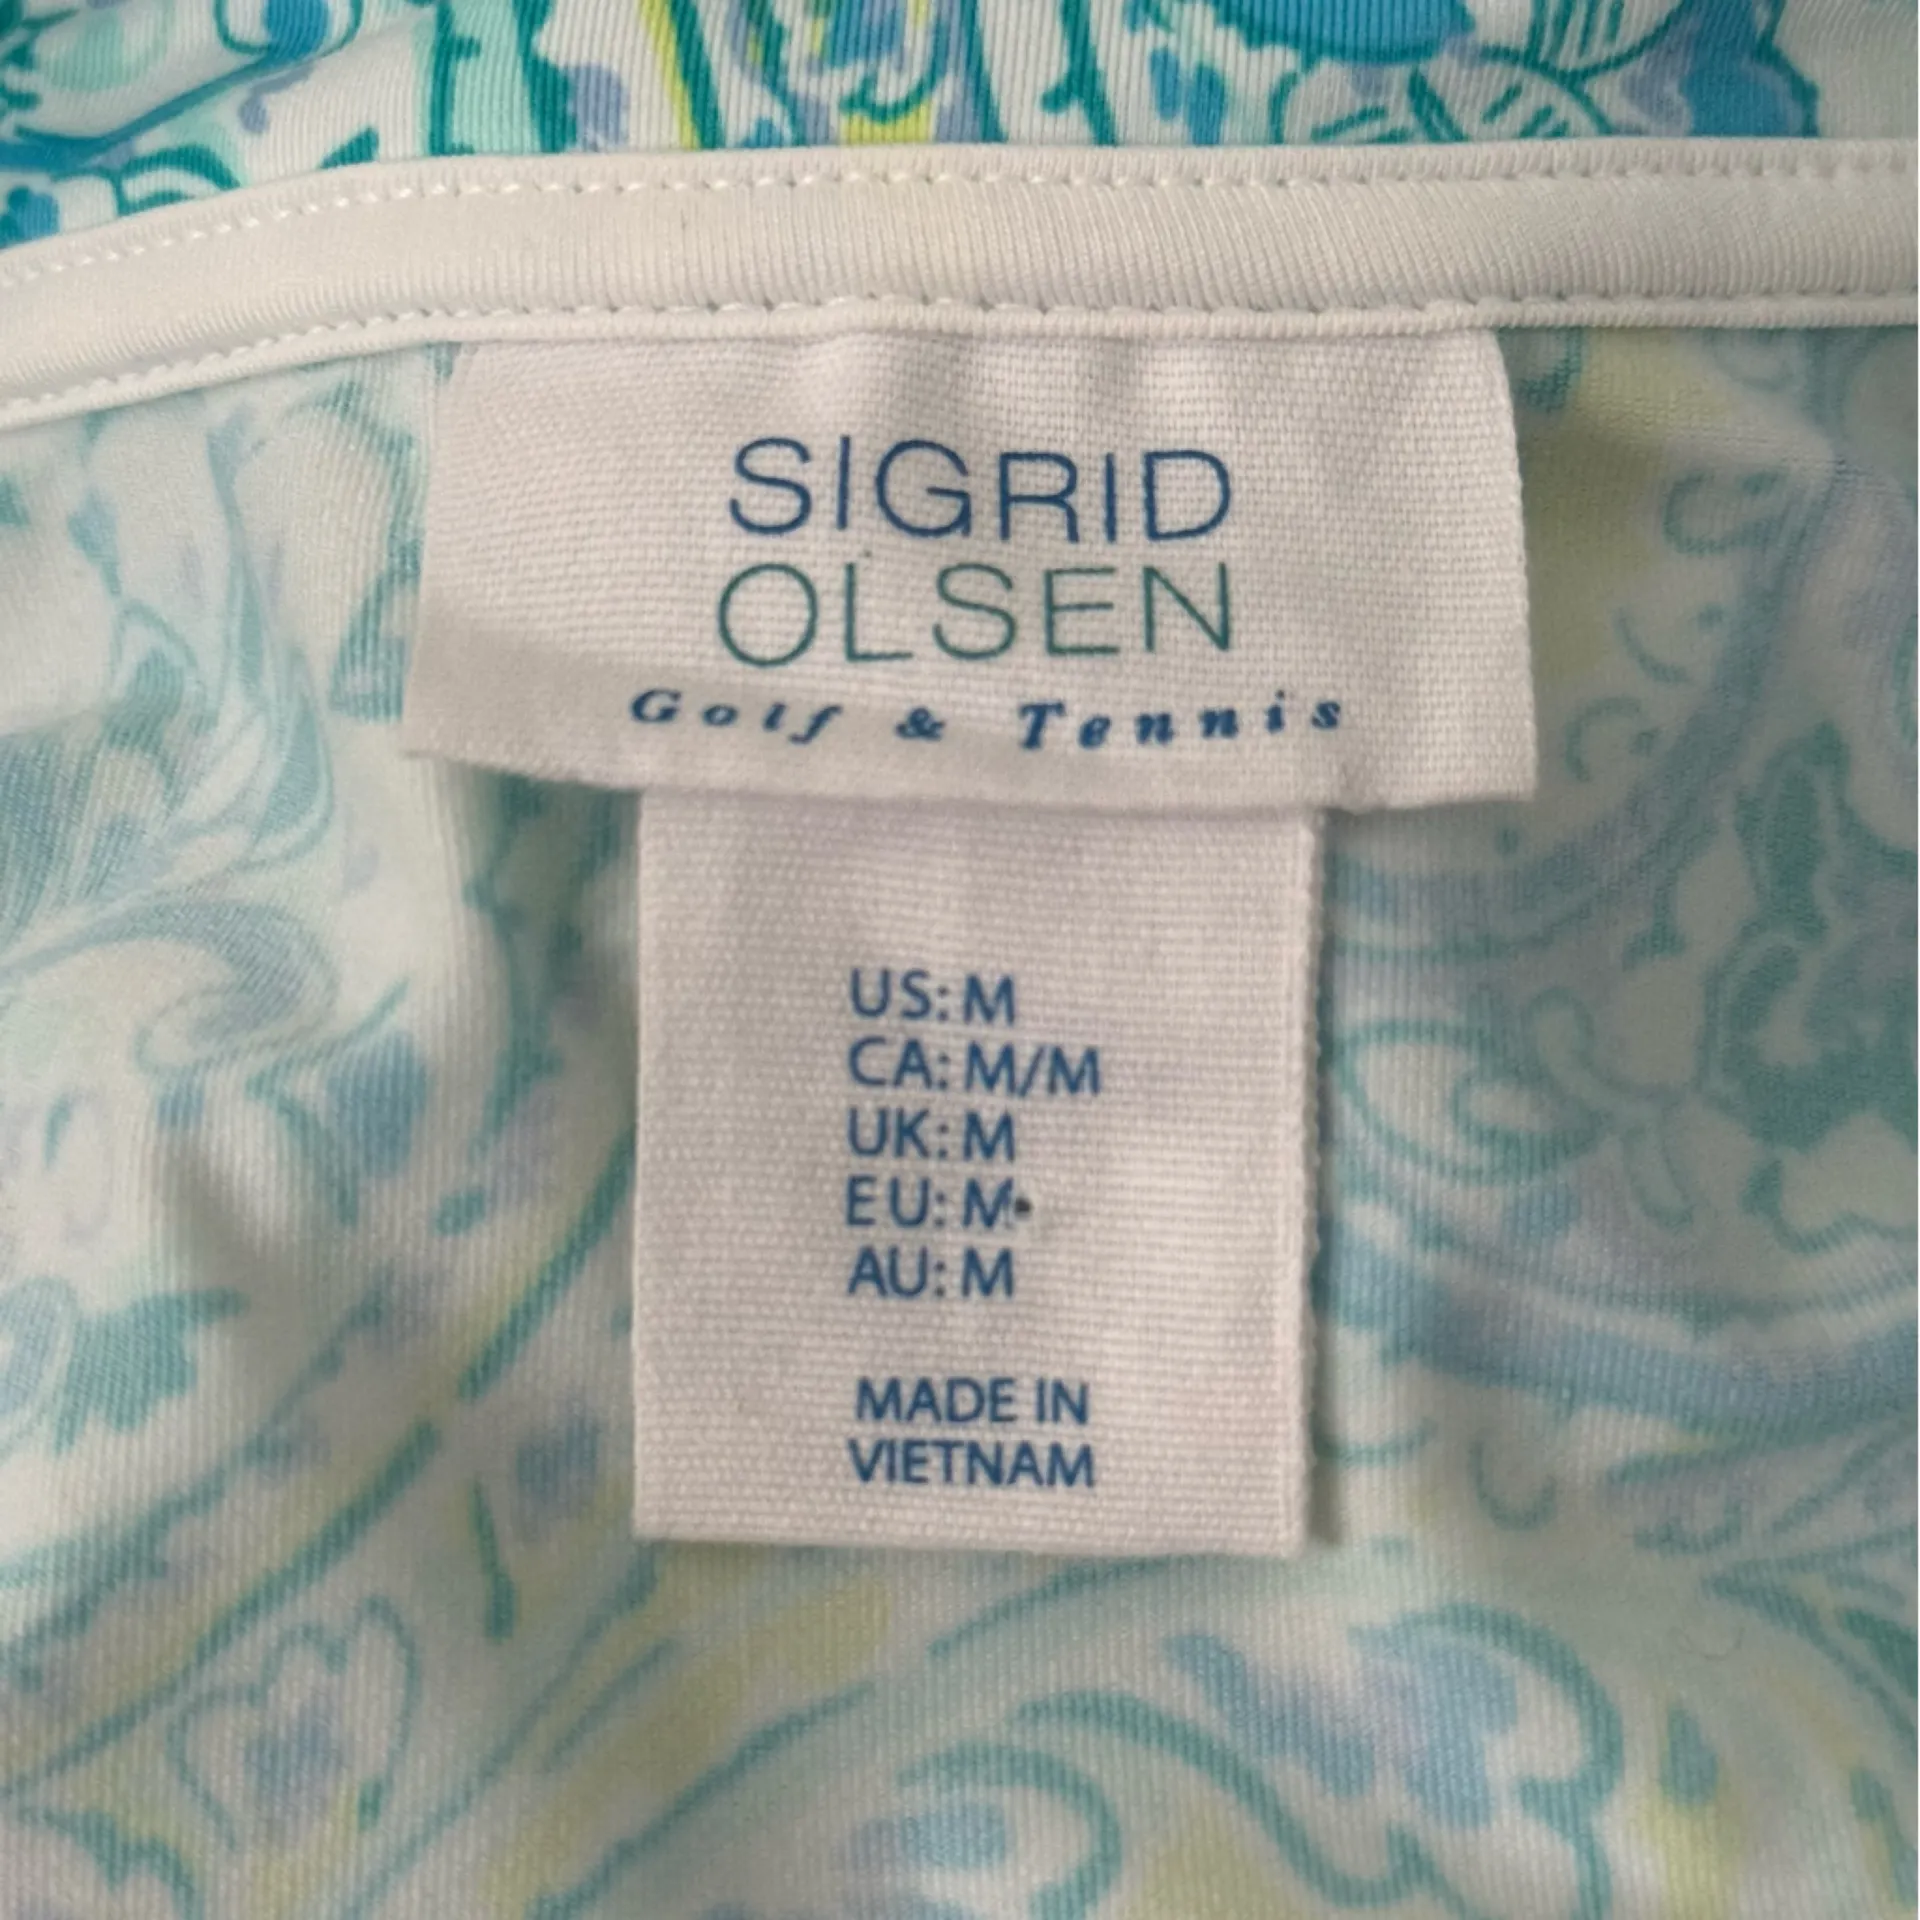 SIGRID
OLSEN
Golf & Tennis
US: M
CA: M/M
UK: M
EU: M
AU: M
MADE IN
VIETNAM